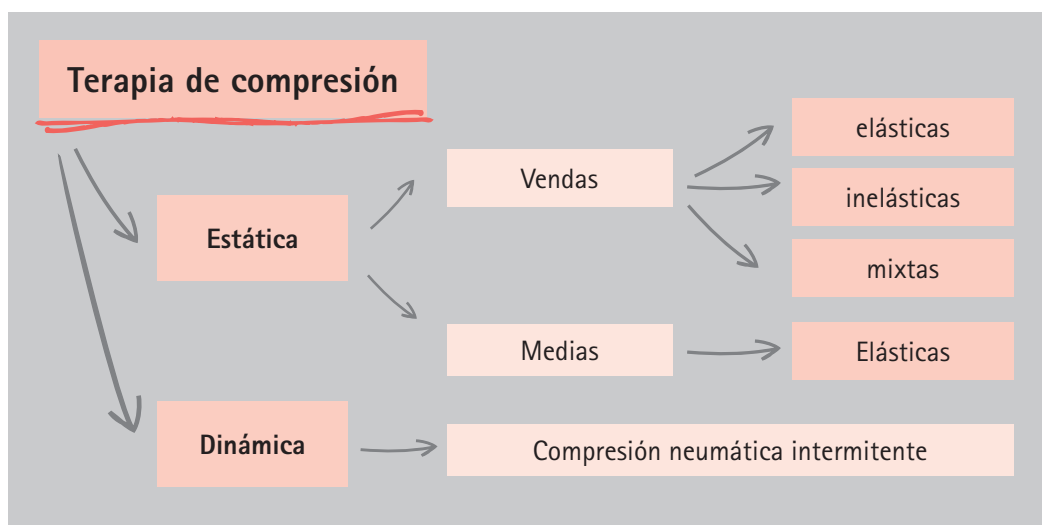 Terapia de compresión
Estática
Vendas
elásticas
inelásticas
mixtas
Medias
Elásticas
Dinámica
Compresión neumática intermitente